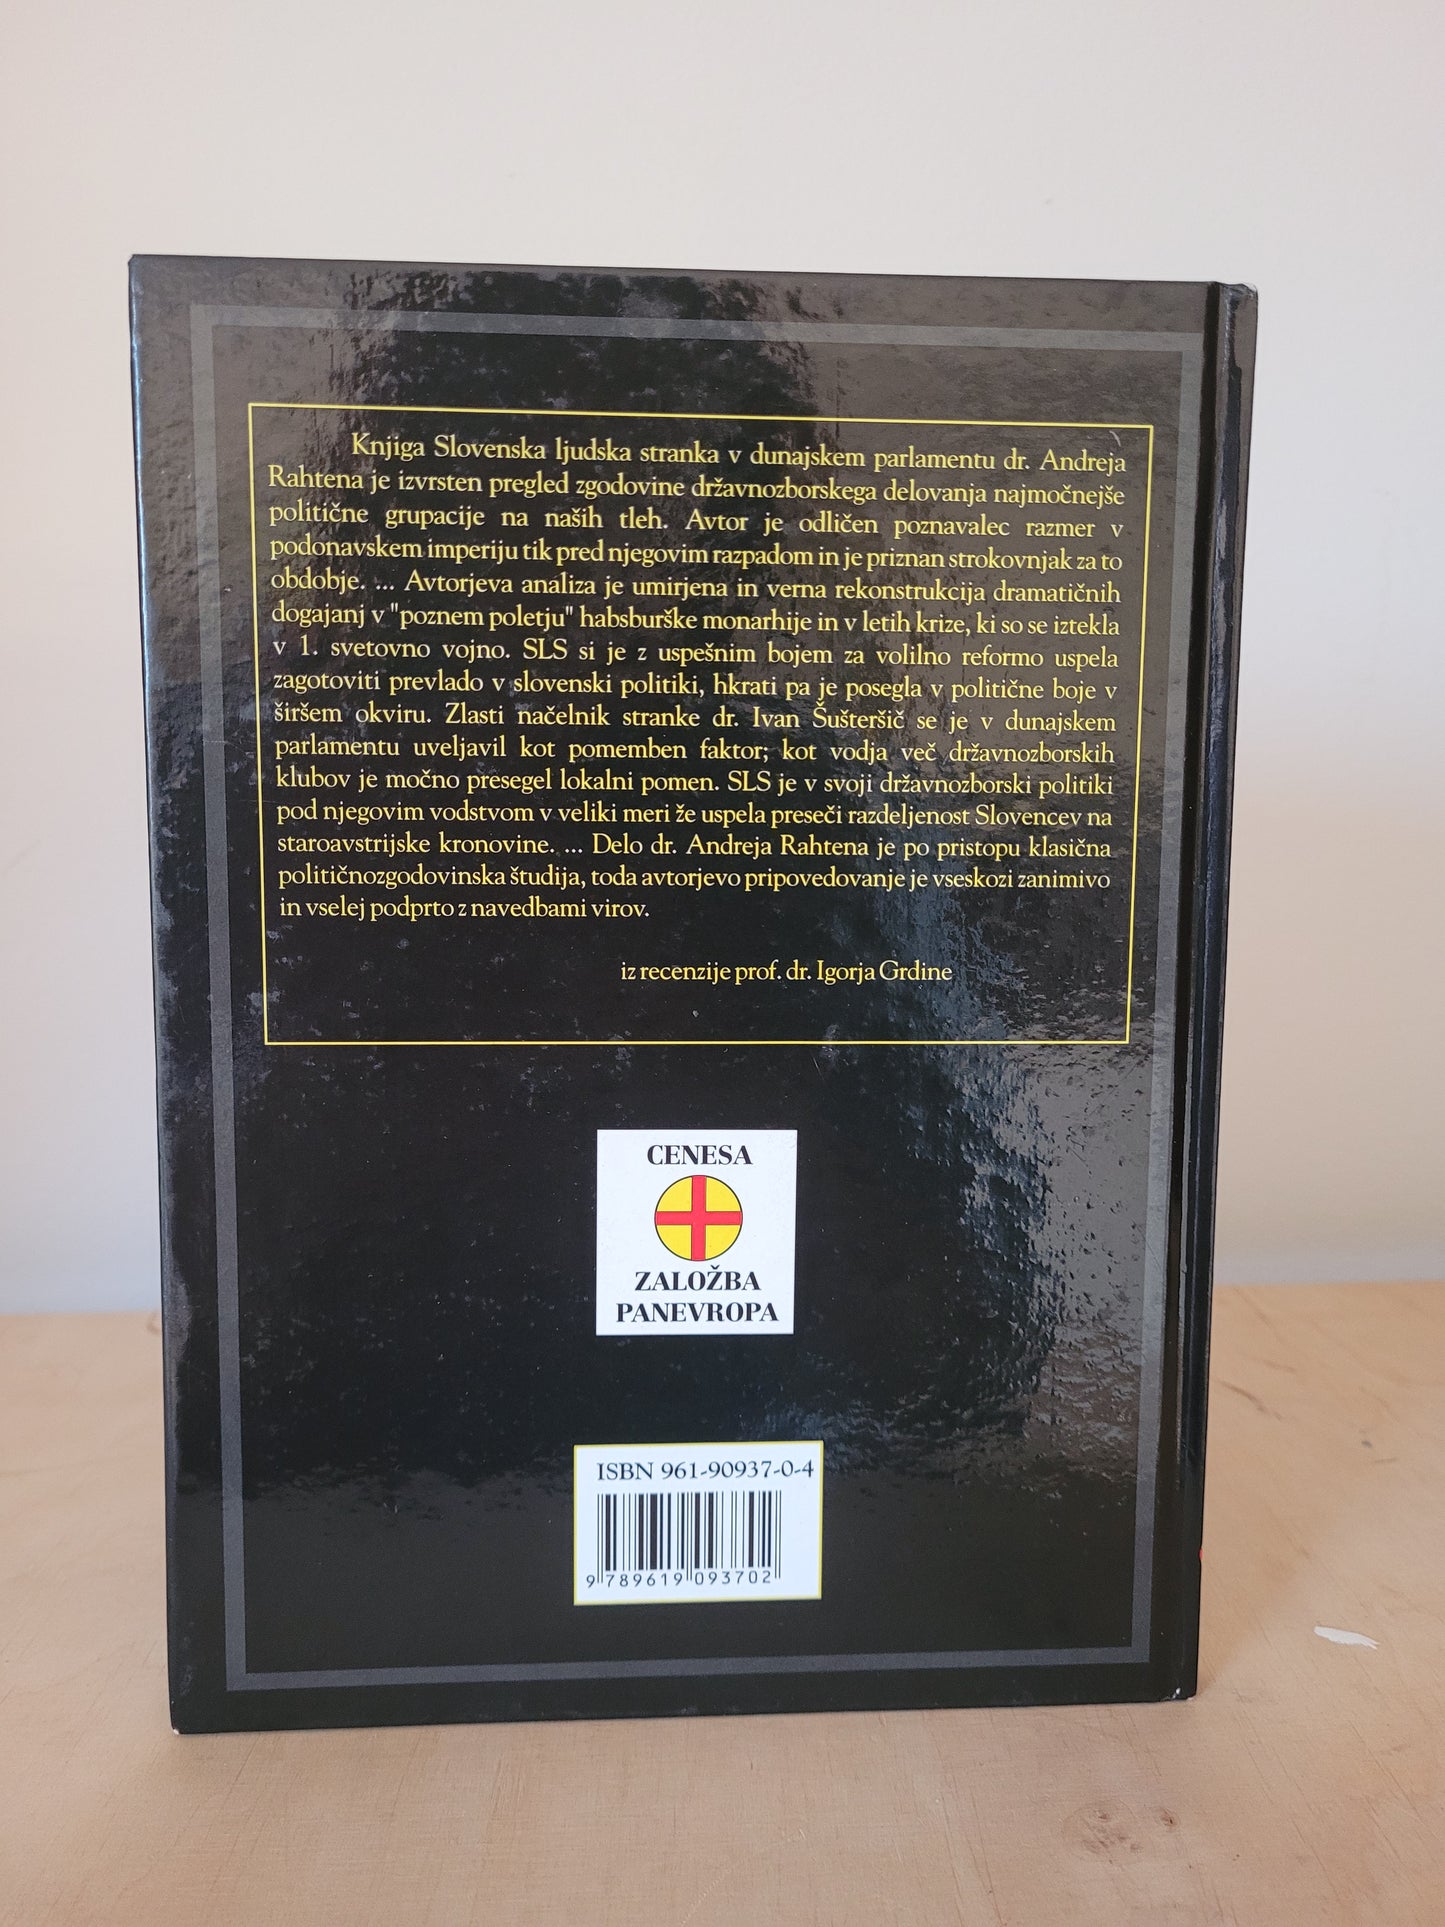 Knjiga Slovenska ljudska stranka v dunajskem parlamentu dr. Andreja
Rahtena je izvrsten pregled zgodovine državnozborskega delovanja najmočnejše
politične grupacije na naših tleh. Avtor je odličen poznavalec razmer v
podonavskem imperiju tik pred njegovim razpadom in je priznan strokovnjak za to
obdobje. ... Avtorjeva analiza je umirjena in verna rekonstrukcija dramatičnih
dogajanj v "poznem poletju" habsburške monarhije in v letih krize, ki so se iztekla
v 1. svetovno vojno. SLS si je z uspešnim bojem za volilno reformo uspela
zagotoviti prevlado v slovenski politiki, hkrati pa je posegla v politične boje v
širšem okviru. Zlasti načelnik stranke dr. Ivan Šušteršič se je v dunajskem
parlamentu uveljavil kot pomemben faktor; kot vodja več državnozborskih
klubov je močno presegel lokalni pomen. SLS je v svoji državnozborski politiki
pod njegovim vodstvom v veliki meri že uspela preseči razdeljenost Slovencev na
staroavstrijske kronovine. ... Delo dr. Andreja Rahtena je po pristopu klasična
političnozgodovinska študija, toda avtorjevo pripovedovanje je vseskozi zanimivo
in vselej podprto z navedbami virov.
iz recenzije prof. dr. Igorja Grdine
CENESA
ZALOŽBA
PANEVROPA
ISBN 961-90937-0-4
9 789619 093702